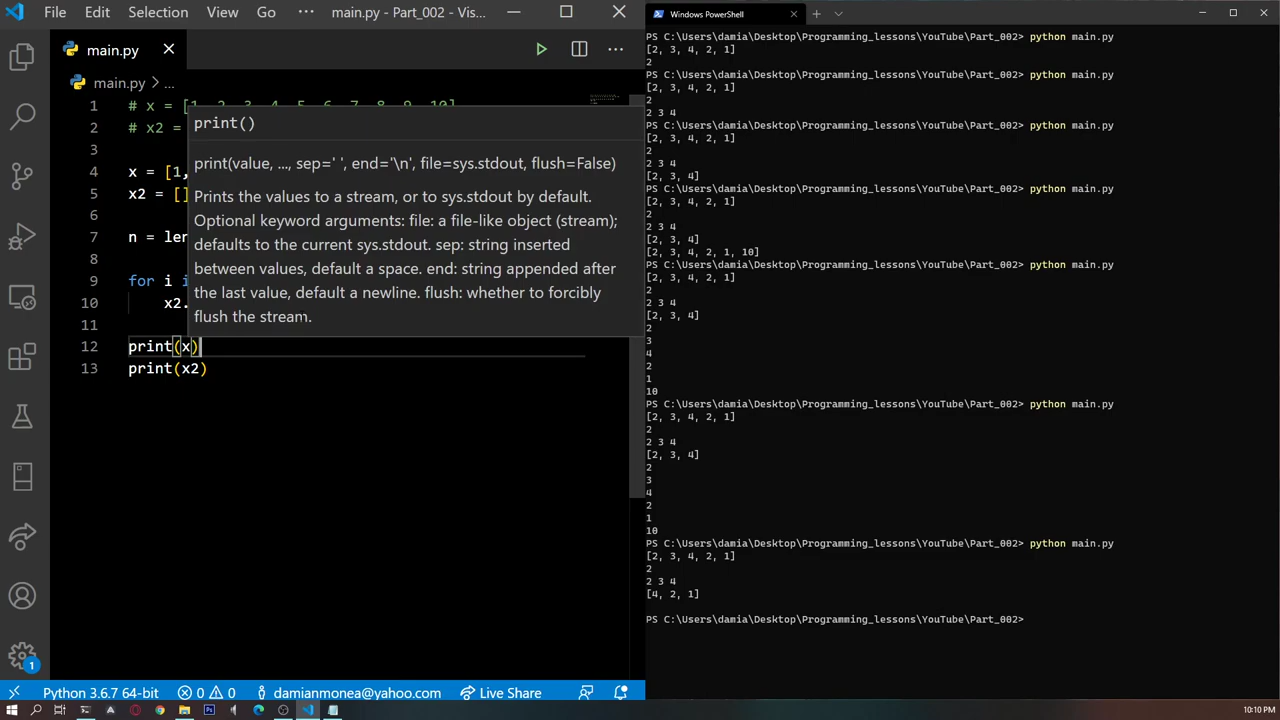 File Edit Selection View Go ··· main.py - Part_002 - Vis...
main.py
main.py > ...
1 # x = [1, 2, 3, 4, 5, 6, 7, 8, 9, 10]
2 # x2 =
3
4 x = [1,
5 x2 = []
6
7 n = len
8
9 for i i
10 x2.
11
12 print(x)
13 print(x2)
print()
print(value, ..., sep=' ', end='\n', file=sys.stdout, flush=False)
Prints the values to a stream, or to sys.stdout by default.
Optional keyword arguments: file: a file-like object (stream);
defaults to the current sys.stdout. sep: string inserted
between values, default a space. end: string appended after
the last value, default a newline. flush: whether to forcibly
flush the stream.
1
Python 3.6.7 64-bit 0 0 damianmonea@yahoo.com Live Share
Windows PowerShell
PS C:\Users\damia\Desktop\Programming_lessons\YouTube\Part_002> python main.py
[2, 3, 4, 2, 1]
2
PS C:\Users\damia\Desktop\Programming_lessons\YouTube\Part_002> python main.py
[2, 3, 4, 2, 1]
2
2 3 4
PS C:\Users\damia\Desktop\Programming_lessons\YouTube\Part_002> python main.py
[2, 3, 4, 2, 1]
2
2 3 4
[2, 3, 4]
PS C:\Users\damia\Desktop\Programming_lessons\YouTube\Part_002> python main.py
[2, 3, 4, 2, 1]
2
2 3 4
[2, 3, 4]
[2, 3, 4, 2, 1, 10]
PS C:\Users\damia\Desktop\Programming_lessons\YouTube\Part_002> python main.py
[2, 3, 4, 2, 1]
2
2 3 4
[2, 3, 4]
2
3
4
2
1
10
PS C:\Users\damia\Desktop\Programming_lessons\YouTube\Part_002> python main.py
[2, 3, 4, 2, 1]
2
2 3 4
[2, 3, 4]
2
3
4
2
1
10
PS C:\Users\damia\Desktop\Programming_lessons\YouTube\Part_002> python main.py
[2, 3, 4, 2, 1]
2
2 3 4
[4, 2, 1]
PS C:\Users\damia\Desktop\Programming_lessons\YouTube\Part_002>
10:10 PM